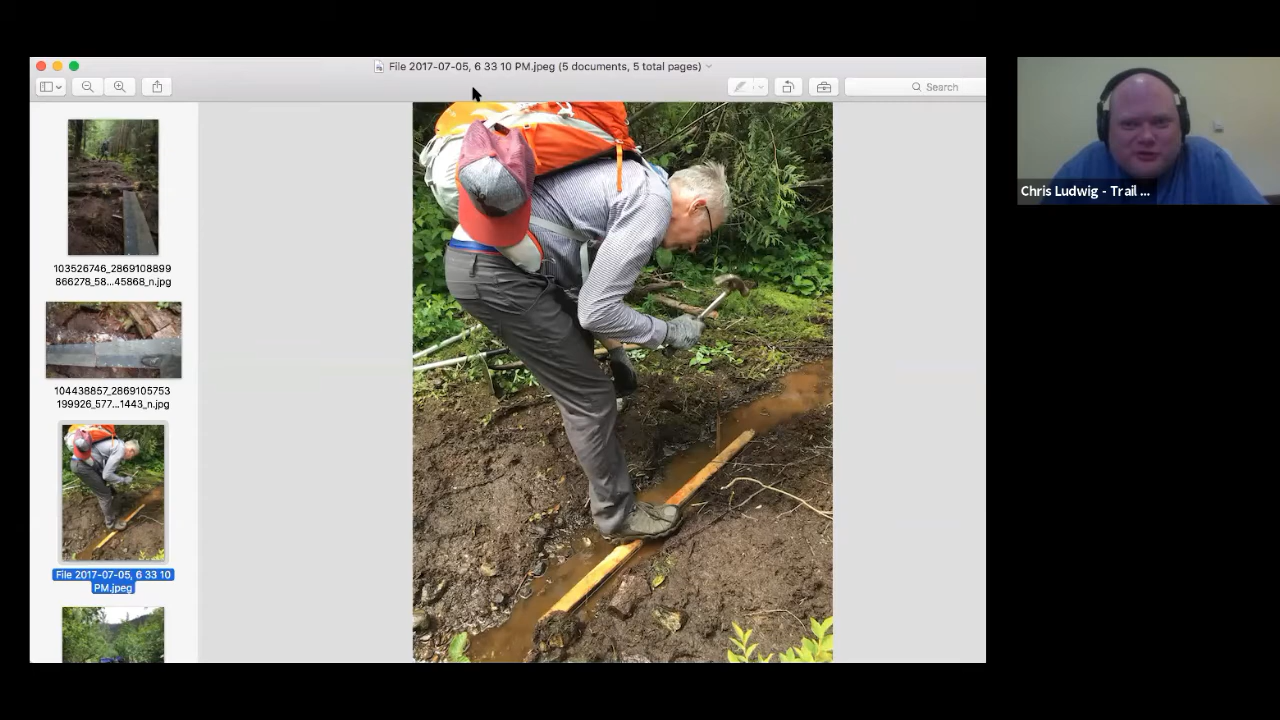 File 2017-07-05, 6 33 10 PM.jpeg (5 documents, 5 total pages)
Search
103526746_2869108899
866278_58...45868_n.jpg
104438857_2869105753
199926_577...1443_n.jpg
File 2017-07-05, 6 33 10
PM.jpeg
Chris Ludwig - Trail ...